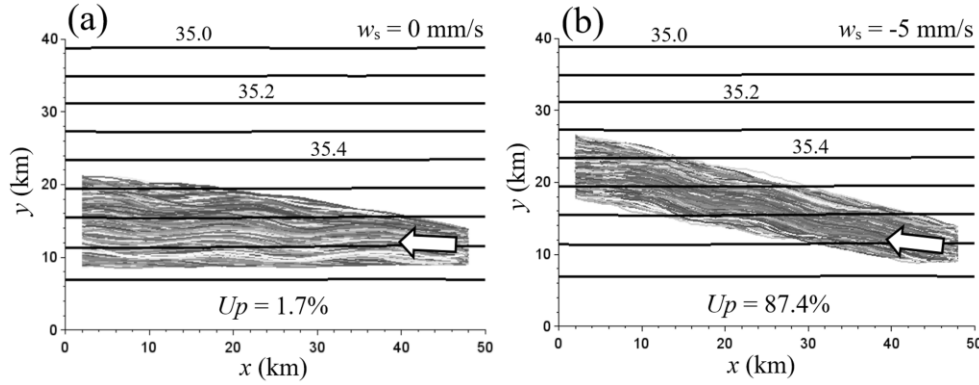 (a)
w_s = 0 mm/s
40
35.0
35.2
30
35.4
20
y (km)
10
Up = 1.7%
0
0 10 20 30 40 50
x (km)
(b)
w_s = -5 mm/s
40
35.0
35.2
30
35.4
20
y (km)
10
Up = 87.4%
0
0 10 20 30 40 50
x (km)